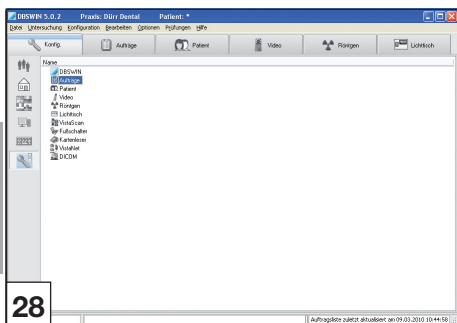 DBSWIN 5.0.2 Praxis: Dürr Dental Patient: *
Datei Untersuchung Konfiguration Bearbeiten Optionen Prüfungen Hilfe
Konfig. Aufträge Patient Video Röntgen Lichttisch
Name
DBSWIN
Aufträge
Patient
Video
Röntgen
Lichttisch
VistaScan
Fußschalter
Kartenleser
VistaNet
DICOM
28
Auftragsliste zuletzt aktualisiert am 09.03.2010 10:44:58